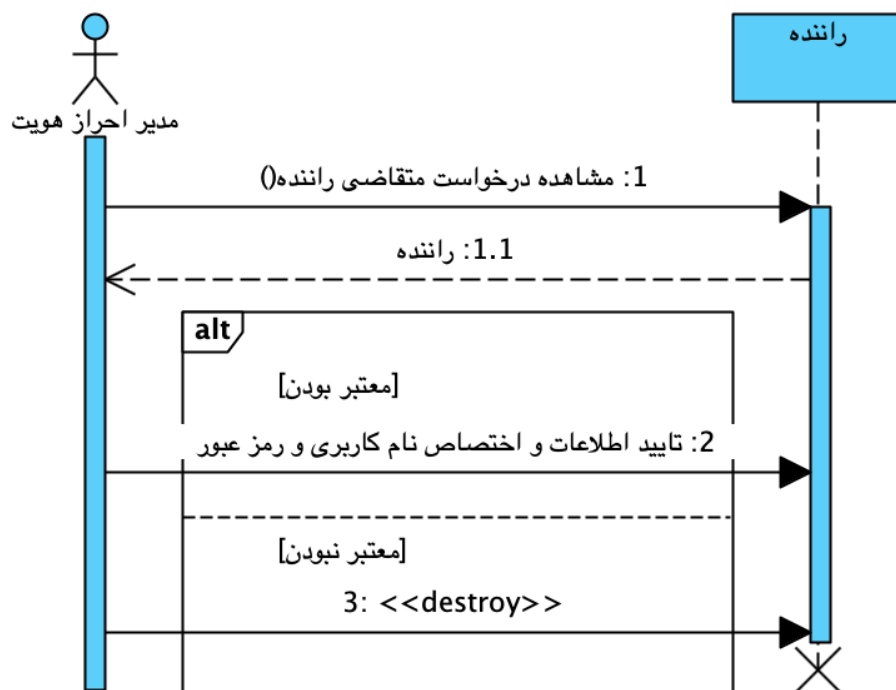 راننده
مدیر احراز هویت
1: مشاهده درخواست متقاضی راننده()
1.1: راننده
alt
[معتبر بودن]
2: تایید اطلاعات و اختصاص نام کاربری و رمز عبور
[معتبر نبودن]
3: <<destroy>>